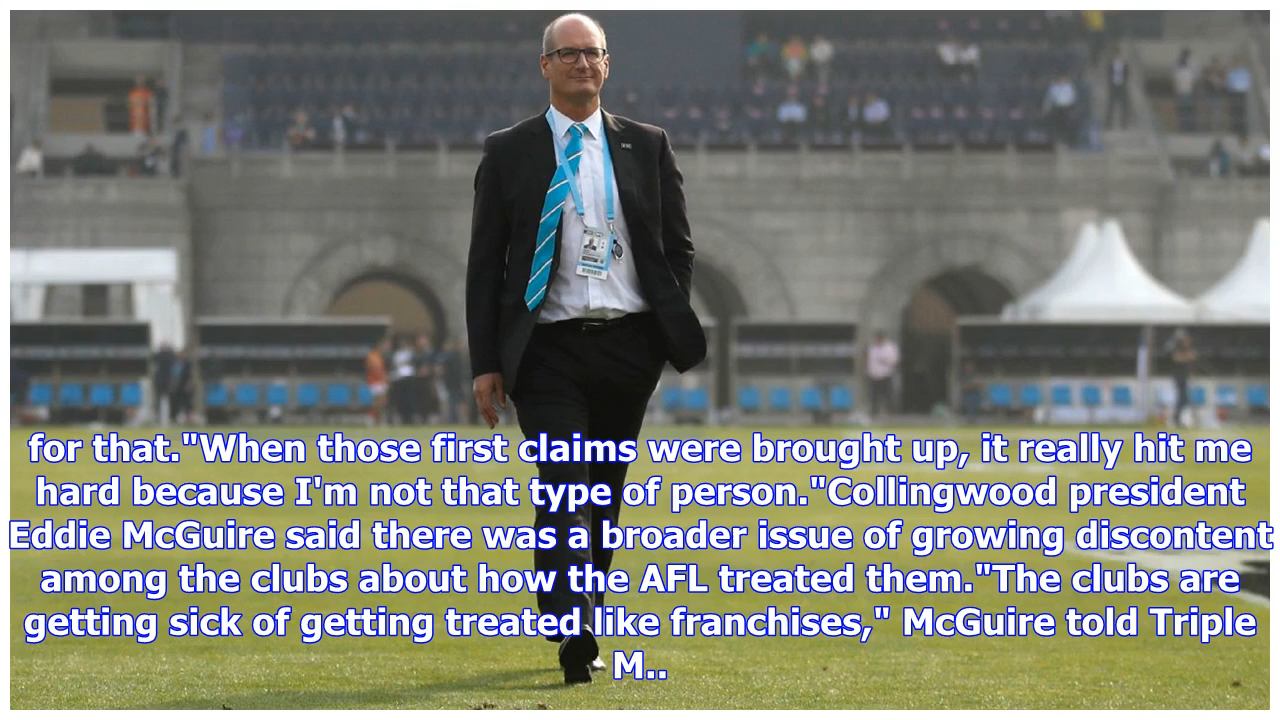 for that."When those first claims were brought up, it really hit me
hard because I'm not that type of person."Collingwood president
Eddie McGuire said there was a broader issue of growing discontent
among the clubs about how the AFL treated them."The clubs are
getting sick of getting treated like franchises," McGuire told Triple
M..